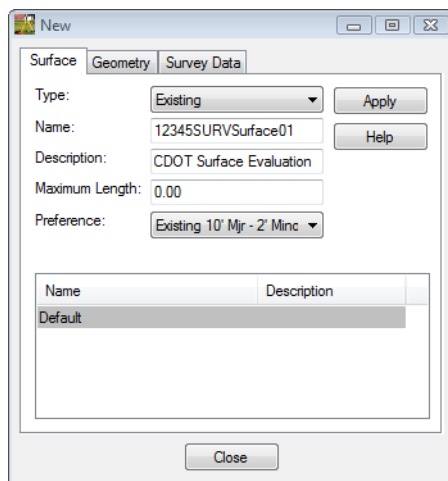 New
Surface Geometry Survey Data
Type: Existing Apply
Name: 12345SURVSurface01 Help
Description: CDOT Surface Evaluation
Maximum Length: 0.00
Preference: Existing 10' Mjr - 2' Minc
Name Description
Default
Close